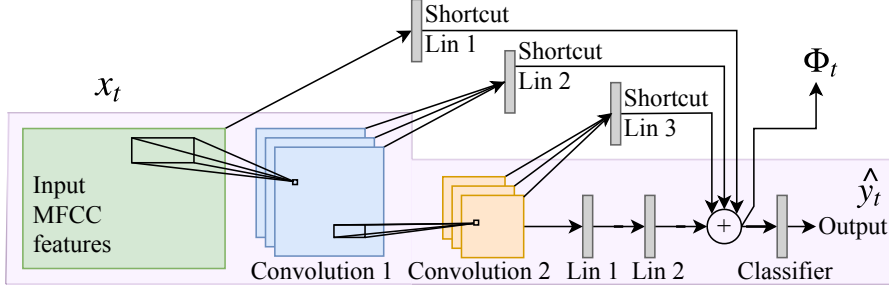 Shortcut
Lin 1
Shortcut
Lin 2
Shortcut
Lin 3
Φₜ
xₜ
Input
MFCC
features
Convolution 1
Convolution 2
Lin 1
Lin 2
+
Classifier
ŷₜ
Output